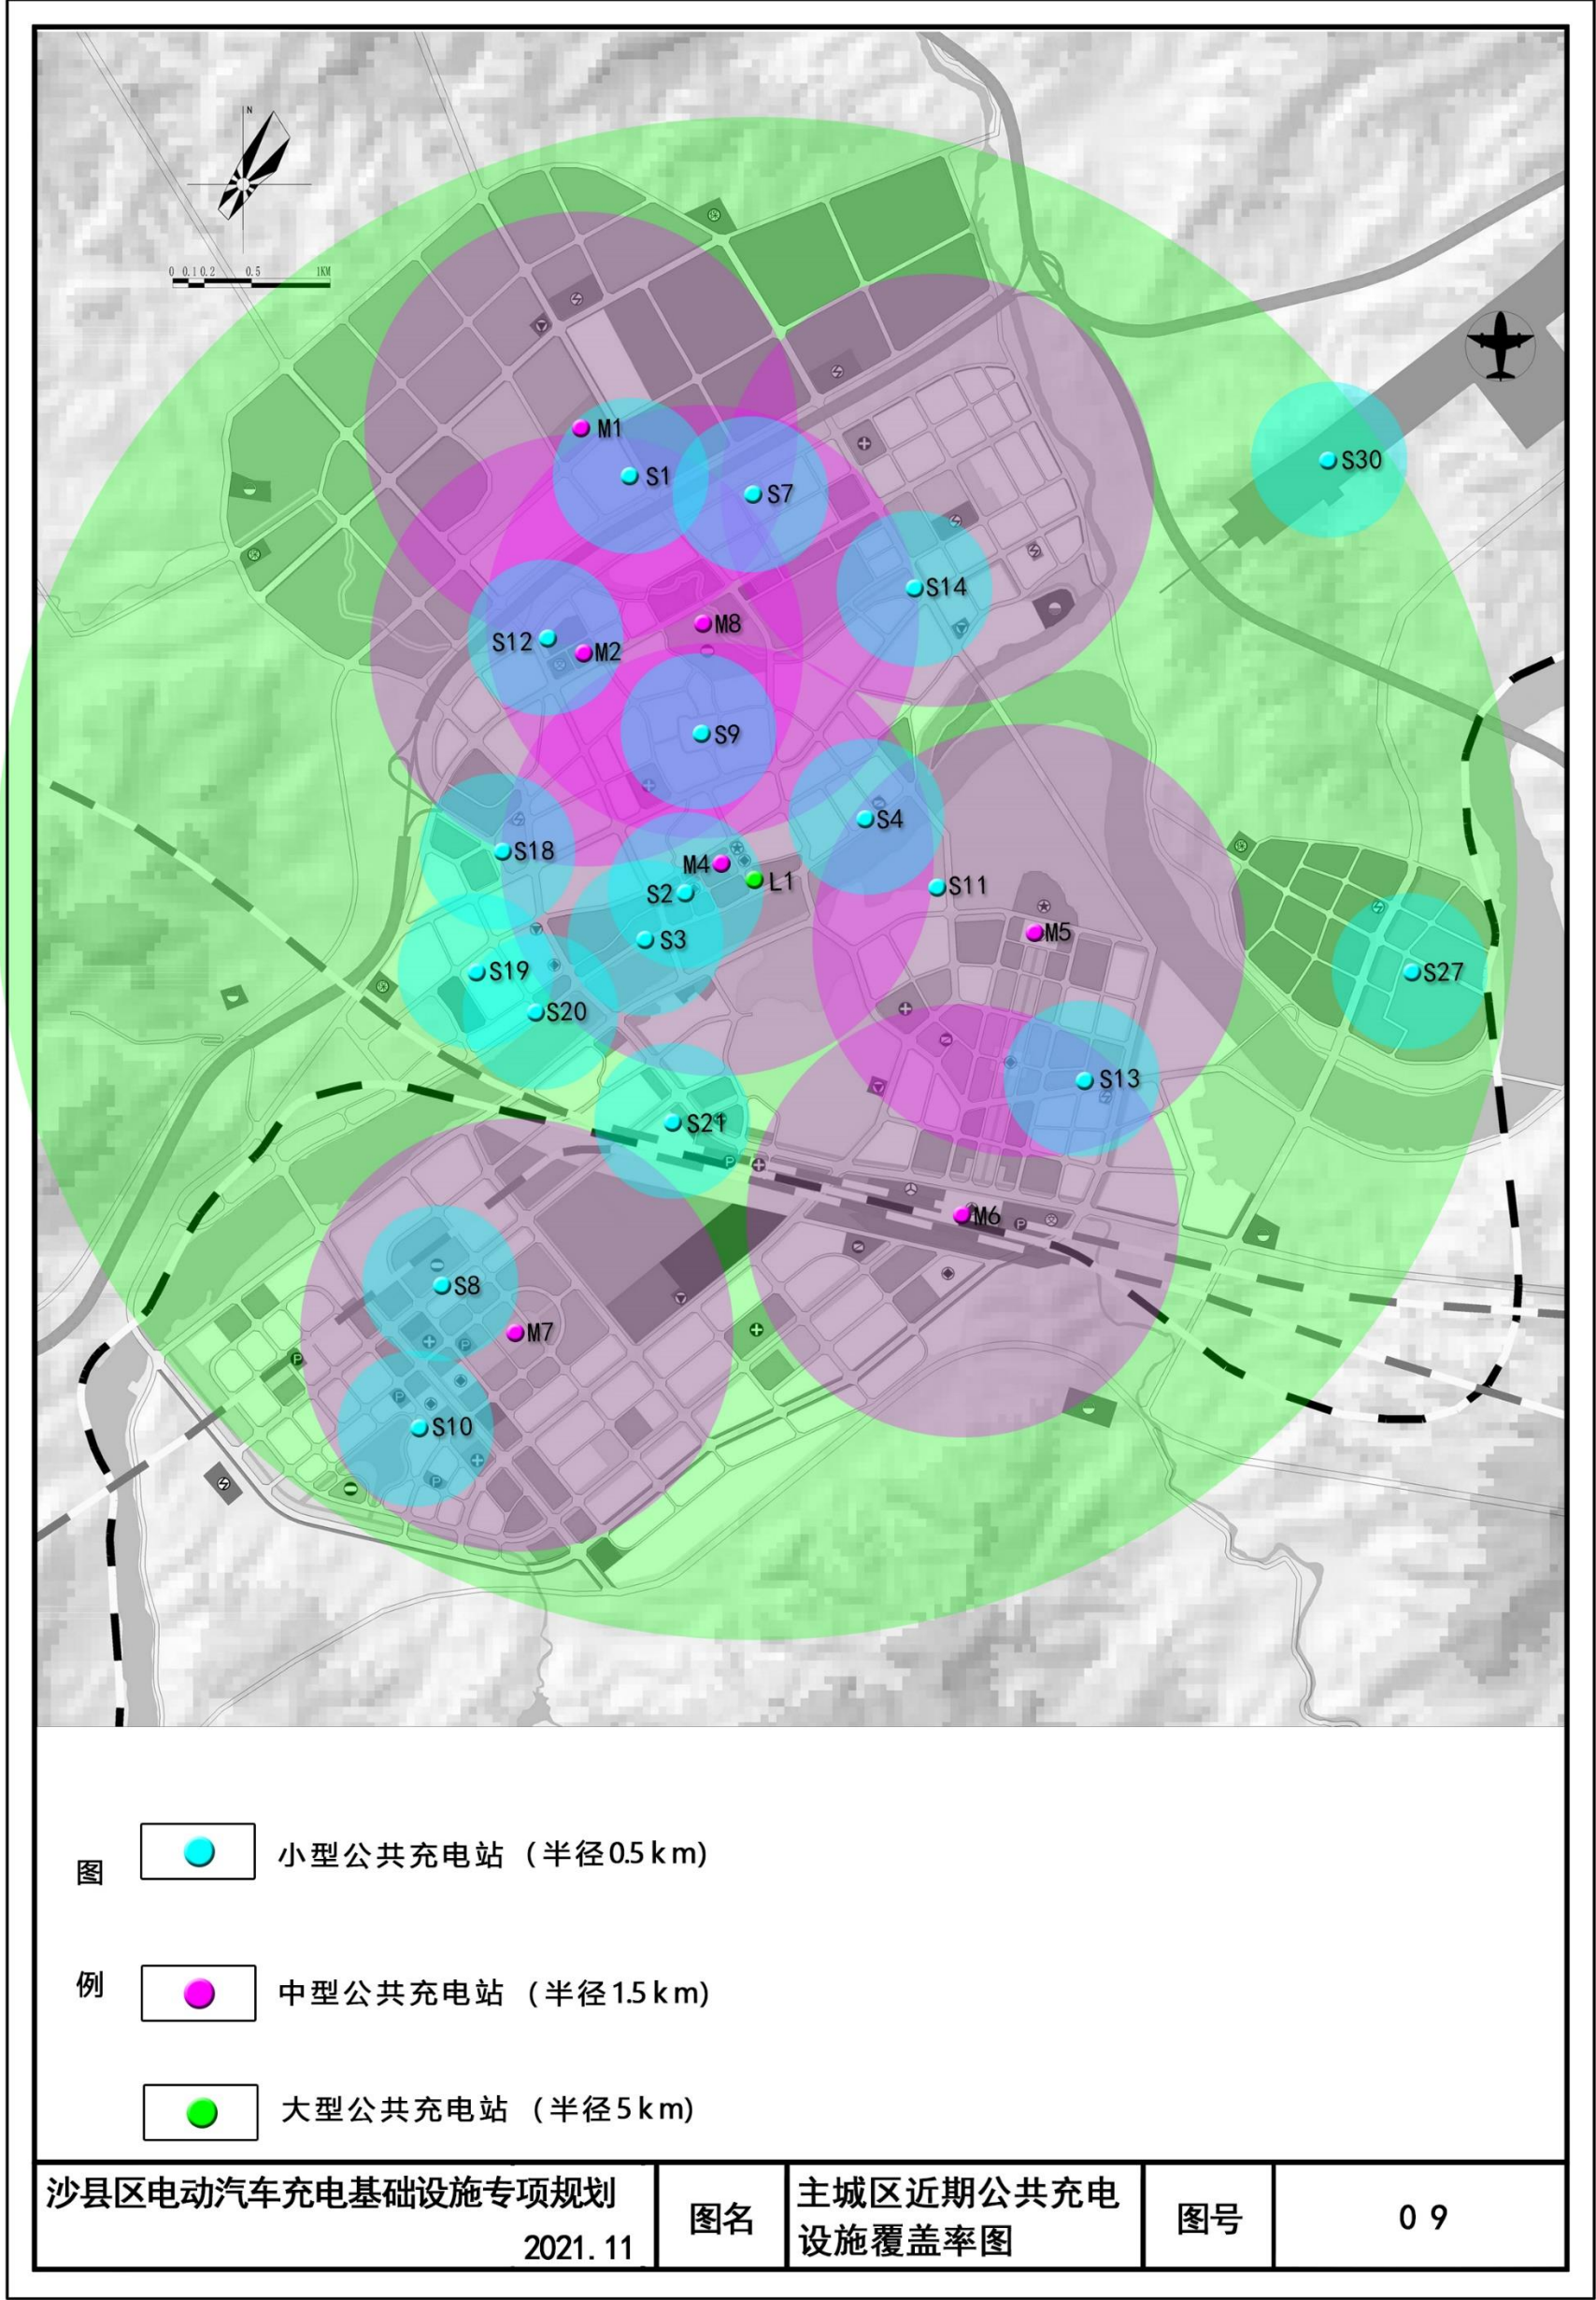 N
0 0.1 0.2 0.5 1KM
M1
S1
S7
S30
S14
M8
S12
M2
S9
S4
S18
M4
L1
S2
S11
S3
M5
S19
S27
S20
S13
S21
P
M6
P
S8
P
M7
P
P
S10
P
图例
小型公共充电站（半径0.5km)
中型公共充电站（半径1.5km)
大型公共充电站（半径5km)
沙县区电动汽车充电基础设施专项规划
2021.11
图名
主城区近期公共充电
设施覆盖率图
图号
09